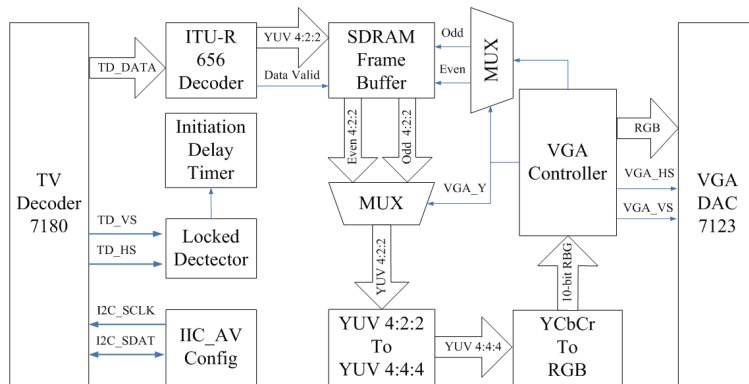 TV
Decoder
7180
TD_DATA
ITU-R
656
Decoder
YUV 4:2:2
Data Valid
SDRAM
Frame
Buffer
Odd
Even
MUX
VGA
Controller
RGB
VGA_HS
VGA_VS
VGA
DAC
7123
Initiation
Delay
Timer
Even 4:2:2
Odd 4:2:2
MUX
VGA_Y
TD_VS
TD_HS
Locked
Dectector
YUV 4:2:2
10-bit RBG
I2C_SCLK
I2C_SDAT
IIC_AV
Config
YUV 4:2:2
To
YUV 4:4:4
YUV 4:4:4
YCbCr
To
RGB